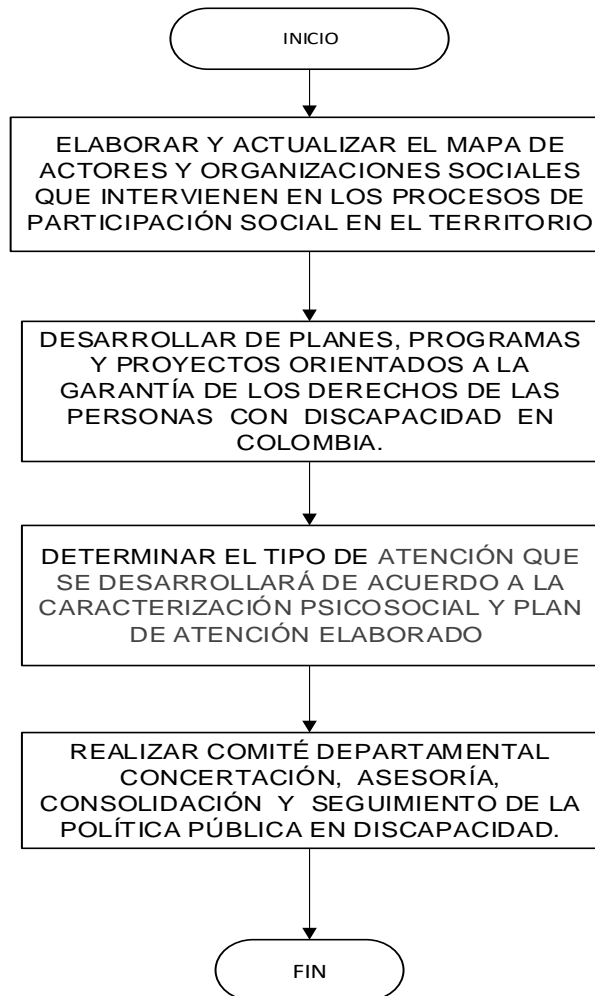 INICIO
ELABORAR Y ACTUALIZAR EL MAPA DE
ACTORES Y ORGANIZACIONES SOCIALES
QUE INTERVIENEN EN LOS PROCESOS DE
PARTICIPACIÓN SOCIAL EN EL TERRITORIO
DESARROLLAR DE PLANES, PROGRAMAS
Y PROYECTOS ORIENTADOS A LA
GARANTÍA DE LOS DERECHOS DE LAS
PERSONAS CON DISCAPACIDAD EN
COLOMBIA.
DETERMINAR EL TIPO DE ATENCIÓN QUE
SE DESARROLLARÁ DE ACUERDO A LA
CARACTERIZACIÓN PSICOSOCIAL Y PLAN
DE ATENCIÓN ELABORADO
REALIZAR COMITÉ DEPARTAMENTAL
CONCERTACIÓN, ASESORÍA,
CONSOLIDACIÓN Y SEGUIMIENTO DE LA
POLÍTICA PÚBLICA EN DISCAPACIDAD.
FIN